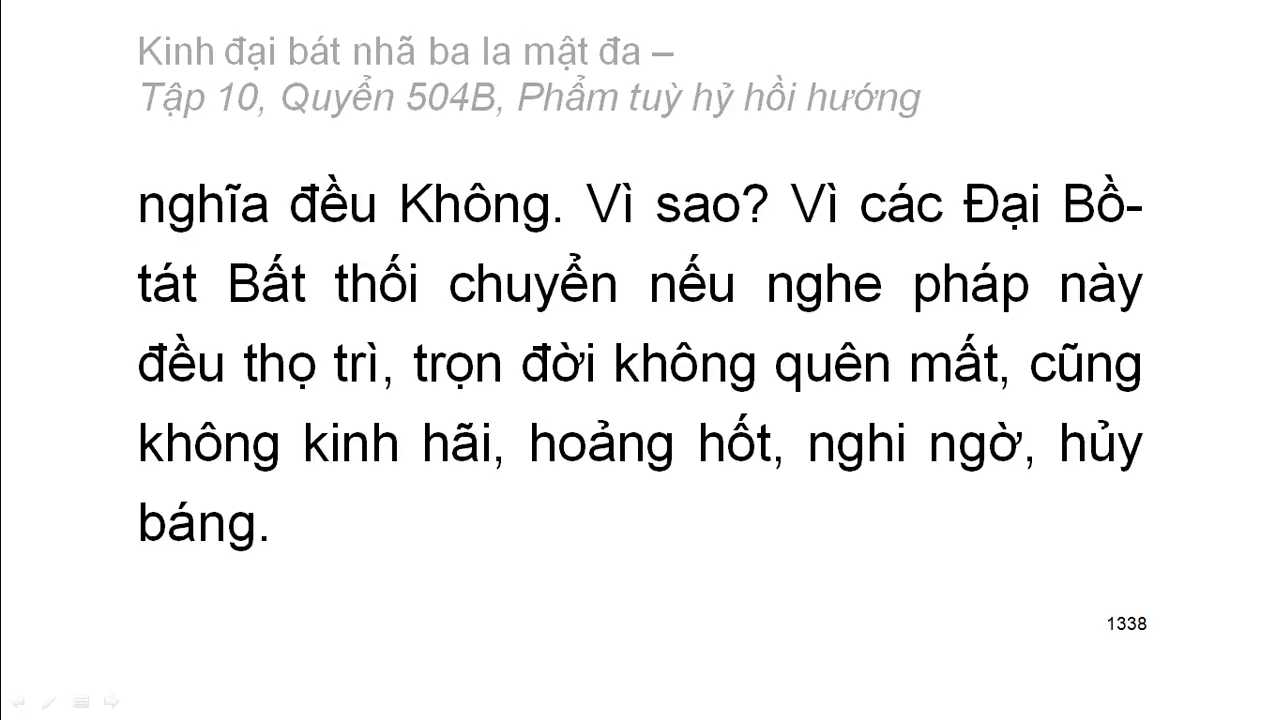 Kinh đại bát nhã ba la mật đa –
Tập 10, Quyển 504B, Phẩm tuỳ hỷ hồi hướng
nghĩa đều Không. Vì sao? Vì các Đại Bồ-
tát Bất thối chuyển nếu nghe pháp này
đều thọ trì, trọn đời không quên mất, cũng
không kinh hãi, hoảng hốt, nghi ngờ, hủy
báng.
1338